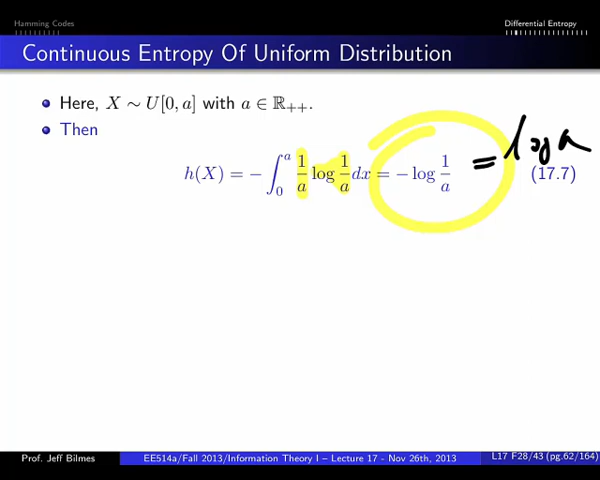 Hamming Codes Differential Entropy
Continuous Entropy Of Uniform Distribution
Here, X ∼ U[0, a] with a ∈ ℝ₊₊.
Then
h(X) = − ∫₀ᵃ 1/a log 1/a dx = − log 1/a = log a (17.7)
Prof. Jeff Bilmes EE514a/Fall 2013/Information Theory I – Lecture 17 - Nov 26th, 2013 L17 F28/43 (pg.62/164)